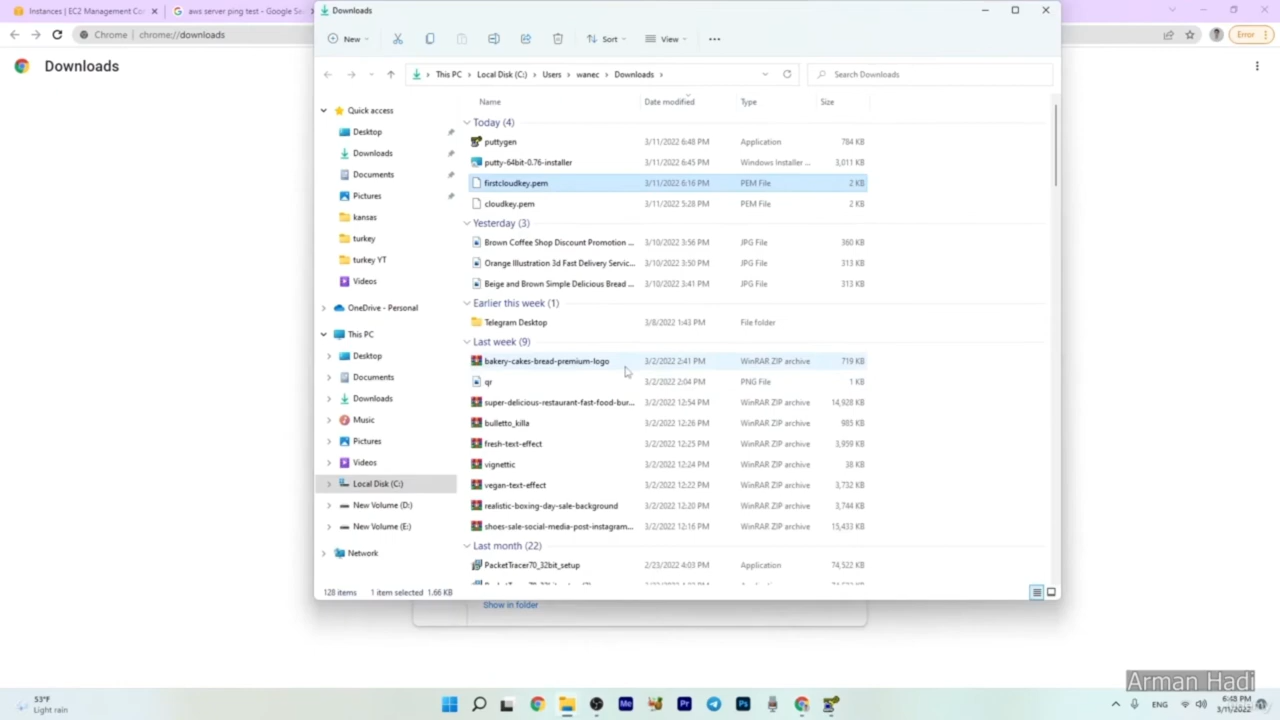 Instances | EC2 Management Co
aws server ping test - Google Se
Chrome | chrome://downloads
Error
Downloads
Downloads
New
Sort
View
This PC > Local Disk (C:) > Users > wanec > Downloads >
Search Downloads
Name Date modified Type Size
Quick access
Desktop
Downloads
Documents
Pictures
kansas
turkey
turkey YT
Videos
OneDrive - Personal
This PC
Desktop
Documents
Downloads
Music
Pictures
Videos
Local Disk (C:)
New Volume (D:)
New Volume (E:)
Network
Today (4)
puttygen 3/11/2022 6:48 PM Application 784 KB
putty-64bit-0.76-installer 3/11/2022 6:45 PM Windows Installer ... 3,011 KB
firstcloudkey.pem 3/11/2022 6:16 PM PEM File 2 KB
cloudkey.pem 3/11/2022 5:28 PM PEM File 2 KB
Yesterday (3)
Brown Coffee Shop Discount Promotion ... 3/10/2022 3:56 PM JPG File 360 KB
Orange Illustration 3d Fast Delivery Servic... 3/10/2022 3:50 PM JPG File 313 KB
Beige and Brown Simple Delicious Bread ... 3/10/2022 3:41 PM JPG File 313 KB
Earlier this week (1)
Telegram Desktop 3/8/2022 1:43 PM File folder
Last week (9)
bakery-cakes-bread-premium-logo 3/2/2022 2:41 PM WinRAR ZIP archive 719 KB
qr 3/2/2022 2:04 PM PNG File 1 KB
super-delicious-restaurant-fast-food-bur... 3/2/2022 12:54 PM WinRAR ZIP archive 14,928 KB
bulletto_killa 3/2/2022 12:26 PM WinRAR ZIP archive 985 KB
fresh-text-effect 3/2/2022 12:25 PM WinRAR ZIP archive 3,959 KB
vignettic 3/2/2022 12:24 PM WinRAR ZIP archive 38 KB
vegan-text-effect 3/2/2022 12:22 PM WinRAR ZIP archive 3,732 KB
realistic-boxing-day-sale-background 3/2/2022 12:20 PM WinRAR ZIP archive 3,744 KB
shoes-sale-social-media-post-instagram... 3/2/2022 12:16 PM WinRAR ZIP archive 15,433 KB
Last month (22)
PacketTracer70_32bit_setup 2/23/2022 4:03 PM Application 74,522 KB
128 items 1 item selected 1.66 KB
Show in folder
Arman Hadi
53°F
Light rain
Me
Pr
Ps
ENG
6:48 PM
3/11/2022